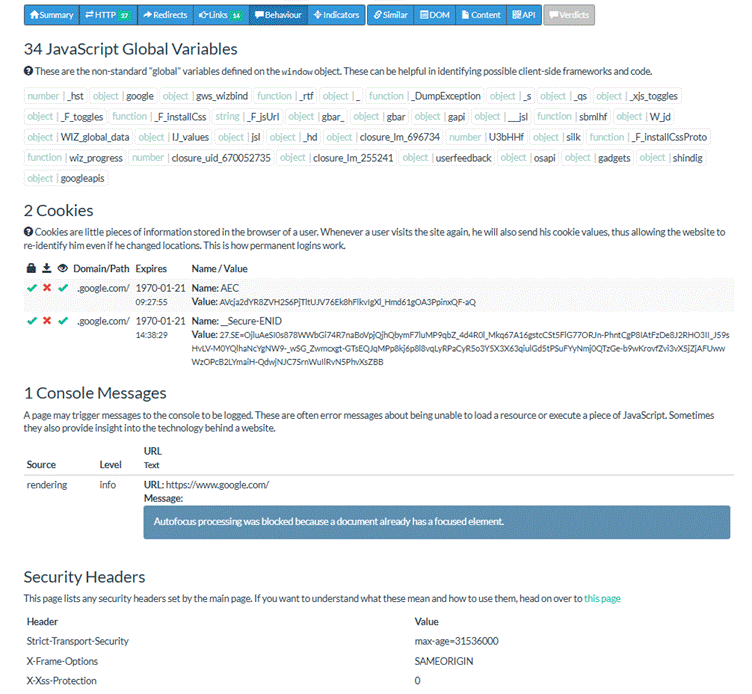 Summary HTTP 57 Redirects Links 14 Behaviour Indicators Similar DOM Content API Verdicts
34 JavaScript Global Variables
These are the non-standard "global" variables defined on the window object. These can be helpful in identifying possible client-side frameworks and code.
number | _hst object | google object | gws_wizbind function | _rtf object | _ function | _DumpException object | _s object | _qs object | _xjs_toggles
object | _F_toggles function | _F_installCss string | _F_jsUrl object | gbar_ object | gbar object | gapi object | ___jsl function | sbmlhf object | W_jd
object | WIZ_global_data object | IJ_values object | jsl object | _hd object | closure_lm_696734 number | U3bHHf object | silk function | _F_installCssProto
function | wiz_progress number | closure_uid_670052735 object | closure_lm_255241 object | userfeedback object | osapi object | gadgets object | shindig
object | googleapis
2 Cookies
Cookies are little pieces of information stored in the browser of a user. Whenever a user visits the site again, he will also send his cookie values, thus allowing the website to
re-identify him even if he changed locations. This is how permanent logins work.
Domain/Path Expires Name / Value
.google.com/ 1970-01-21 Name: AEC
09:27:55 Value:
.google.com/ 1970-01-21 Name: __Secure-ENID
14:38:29 Value:
1 Console Messages
A page may trigger messages to the console to be logged. These are often error messages about being unable to load a resource or execute a piece of JavaScript. Sometimes
they also provide insight into the technology behind a website.
URL
Source Level Text
rendering info URL: https://www.google.com/
Message:
Autofocus processing was blocked because a document already has a focused element.
Security Headers
This page lists any security headers set by the main page. If you want to understand what these mean and how to use them, head on over to this page
Header Value
Strict-Transport-Security max-age=31536000
X-Frame-Options SAMEORIGIN
X-Xss-Protection 0